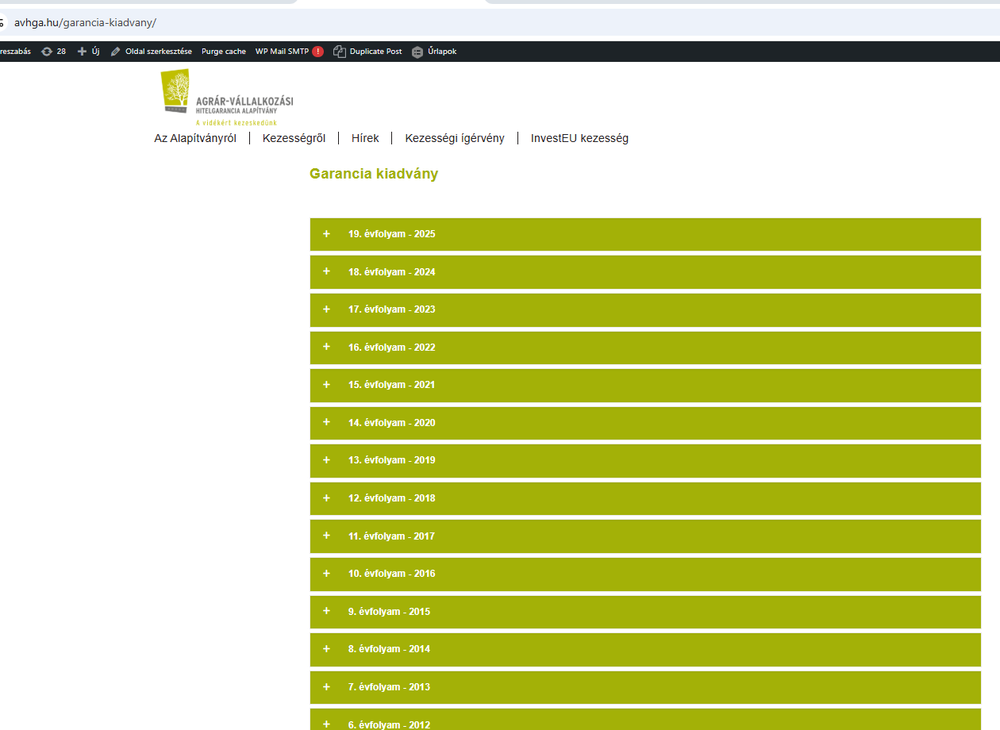 avhga.hu/garancia-kiadvany/
reszabás 28 Új Oldal szerkesztése Purge cache WP Mail SMTP ! Duplicate Post Űrlapok
AGRÁR-VÁLLALKOZÁSI
HITELGARANCIA ALAPÍTVÁNY
A vidékért kezeskedünk
Az Alapítványról | Kezességről | Hírek | Kezességi ígérvény | InvestEU kezesség
Garancia kiadvány
+ 19. évfolyam - 2025
+ 18. évfolyam - 2024
+ 17. évfolyam - 2023
+ 16. évfolyam - 2022
+ 15. évfolyam - 2021
+ 14. évfolyam - 2020
+ 13. évfolyam - 2019
+ 12. évfolyam - 2018
+ 11. évfolyam - 2017
+ 10. évfolyam - 2016
+ 9. évfolyam - 2015
+ 8. évfolyam - 2014
+ 7. évfolyam - 2013
+ 6. évfolyam - 2012